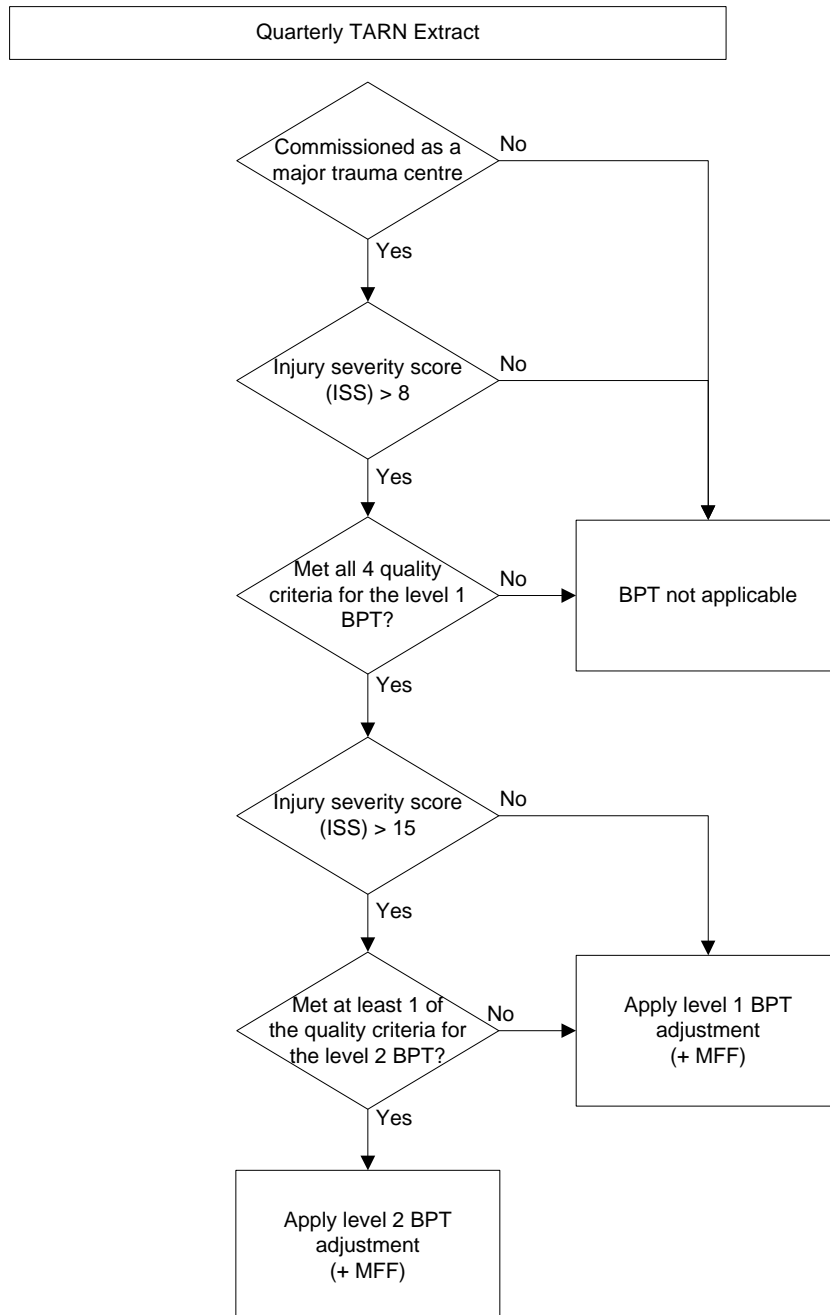 Quarterly TARN Extract
Commissioned as a
major trauma centre
No
Yes
Injury severity score
(ISS) > 8
No
Yes
Met all 4 quality
criteria for the level 1
BPT?
No
BPT not applicable
Yes
Injury severity score
(ISS) > 15
No
Yes
Met at least 1 of
the quality criteria for
the level 2 BPT?
No
Apply level 1 BPT
adjustment
(+ MFF)
Yes
Apply level 2 BPT
adjustment
(+ MFF)